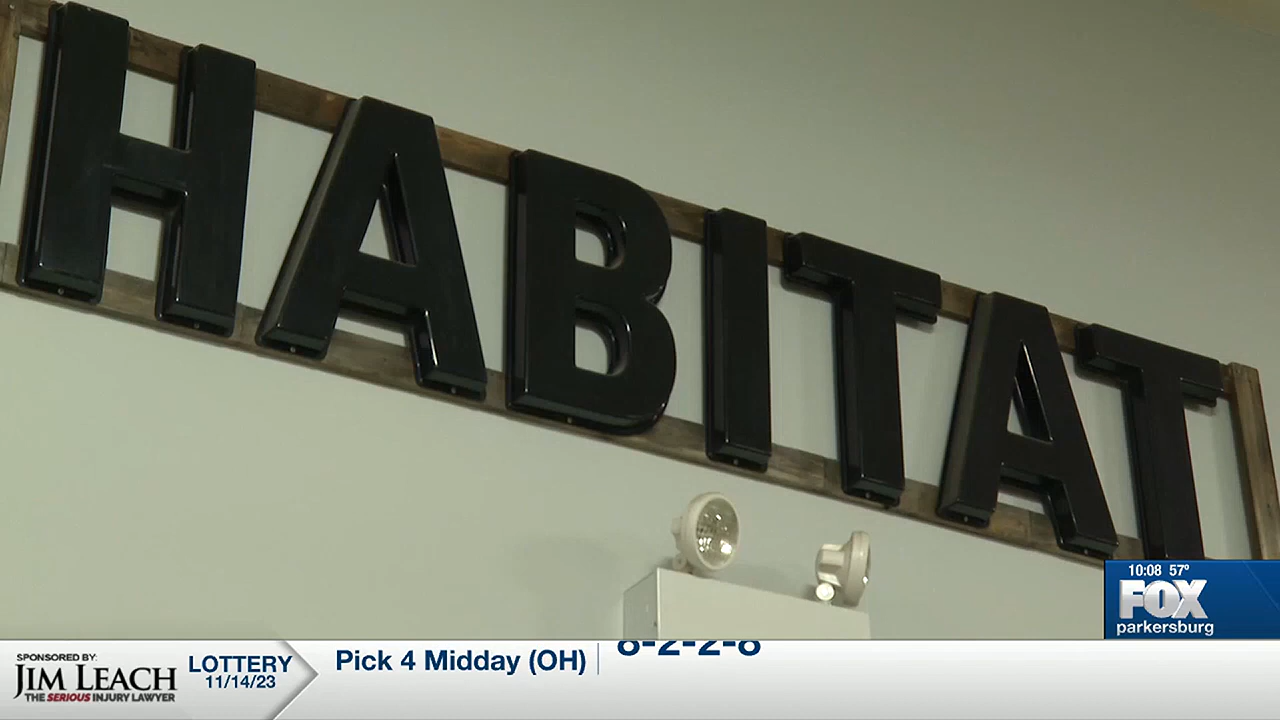 HABITAT
10:08 57°
FOX
parkersburg
SPONSORED BY:
JIM LEACH
THE SERIOUS INJURY LAWYER
LOTTERY
11/14/23
Pick 4 Midday (OH)